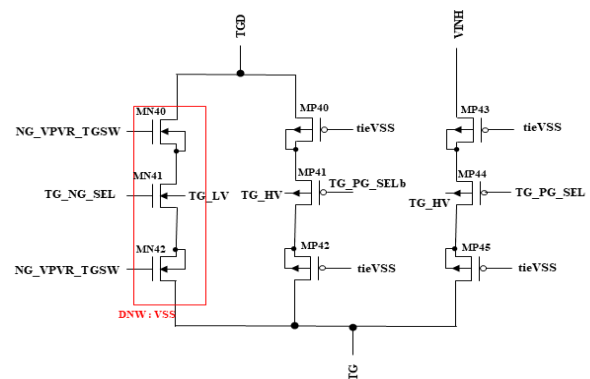 TGD
VINH
MN40
MP40
MP43
NG_VPVR_TGSW
tieVSS
tieVSS
MN41
MP41
MP44
TG_NG_SEL
TG_LV
TG_HV
TG_PG_SELb
TG_HV
TG_PG_SEL
MN42
MP42
MP45
NG_VPVR_TGSW
tieVSS
tieVSS
DNW : VSS
TG